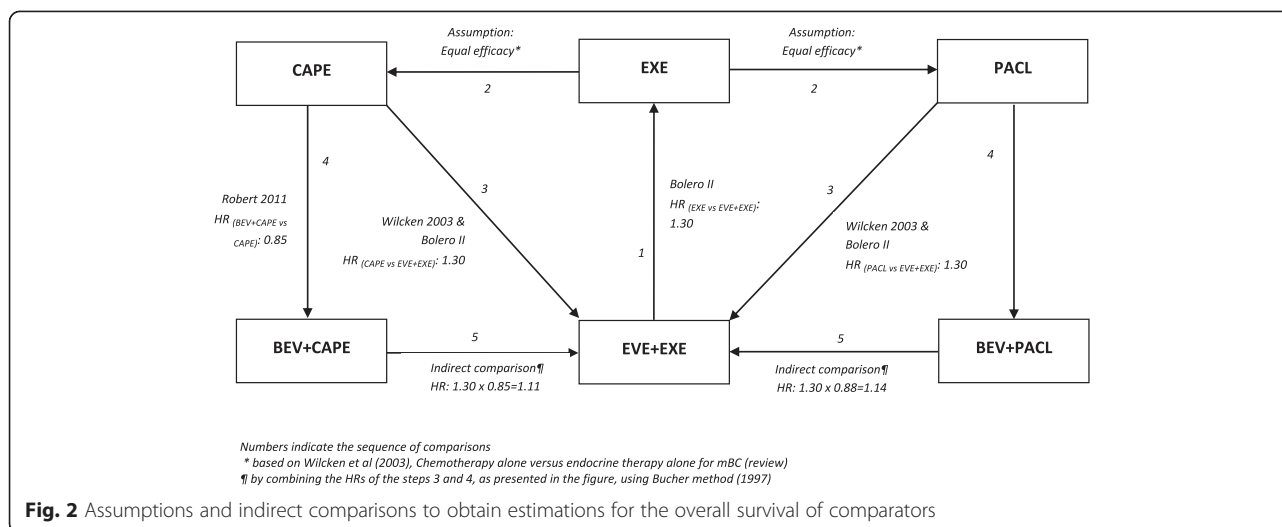 Assumption:
Equal efficacy*
Assumption:
Equal efficacy*
CAPE
EXE
PACL
2
2
4
4
3
3
Robert 2011
HR (BEV+CAPE vs
CAPE): 0.85
Wilcken 2003 &
Bolero II
HR (CAPE vs EVE+EXE): 1.30
Bolero II
HR (EXE vs EVE+EXE):
1.30
1
Wilcken 2003 &
Bolero II
HR (PACL vs EVE+EXE): 1.30
BEV+CAPE
5
EVE+EXE
5
BEV+PACL
Indirect comparison¶
HR: 1.30 x 0.85=1.11
Indirect comparison¶
HR: 1.30 x 0.88=1.14
Numbers indicate the sequence of comparisons
* based on Wilcken et al (2003), Chemotherapy alone versus endocrine therapy alone for mBC (review)
¶ by combining the HRs of the steps 3 and 4, as presented in the figure, using Bucher method (1997)
Fig. 2 Assumptions and indirect comparisons to obtain estimations for the overall survival of comparators